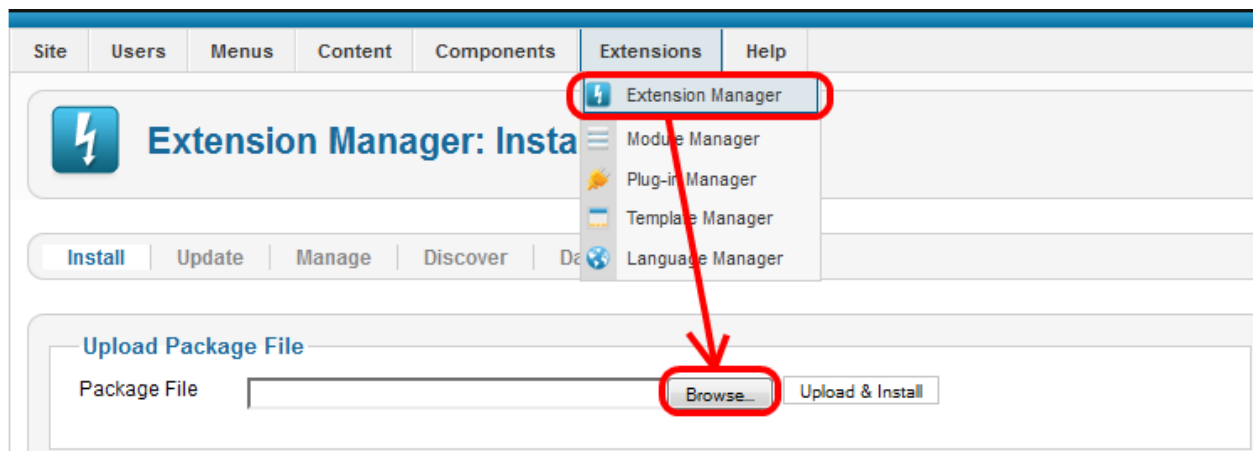 Site Users Menus Content Components Extensions Help
Extension Manager
Extension Manager: Insta
Module Manager
Plug-in Manager
Template Manager
Language Manager
Install Update Manage Discover Da
Upload Package File
Package File Browse... Upload & Install